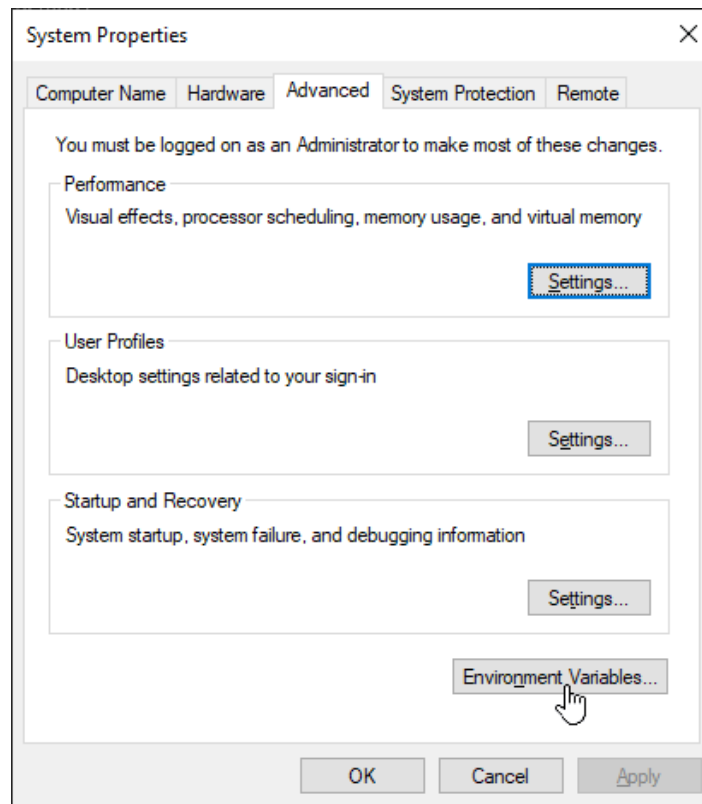 System Properties
Computer Name Hardware Advanced System Protection Remote
You must be logged on as an Administrator to make most of these changes.
Performance
Visual effects, processor scheduling, memory usage, and virtual memory
Settings...
User Profiles
Desktop settings related to your sign-in
Settings...
Startup and Recovery
System startup, system failure, and debugging information
Settings...
Environment Variables...
OK Cancel Apply